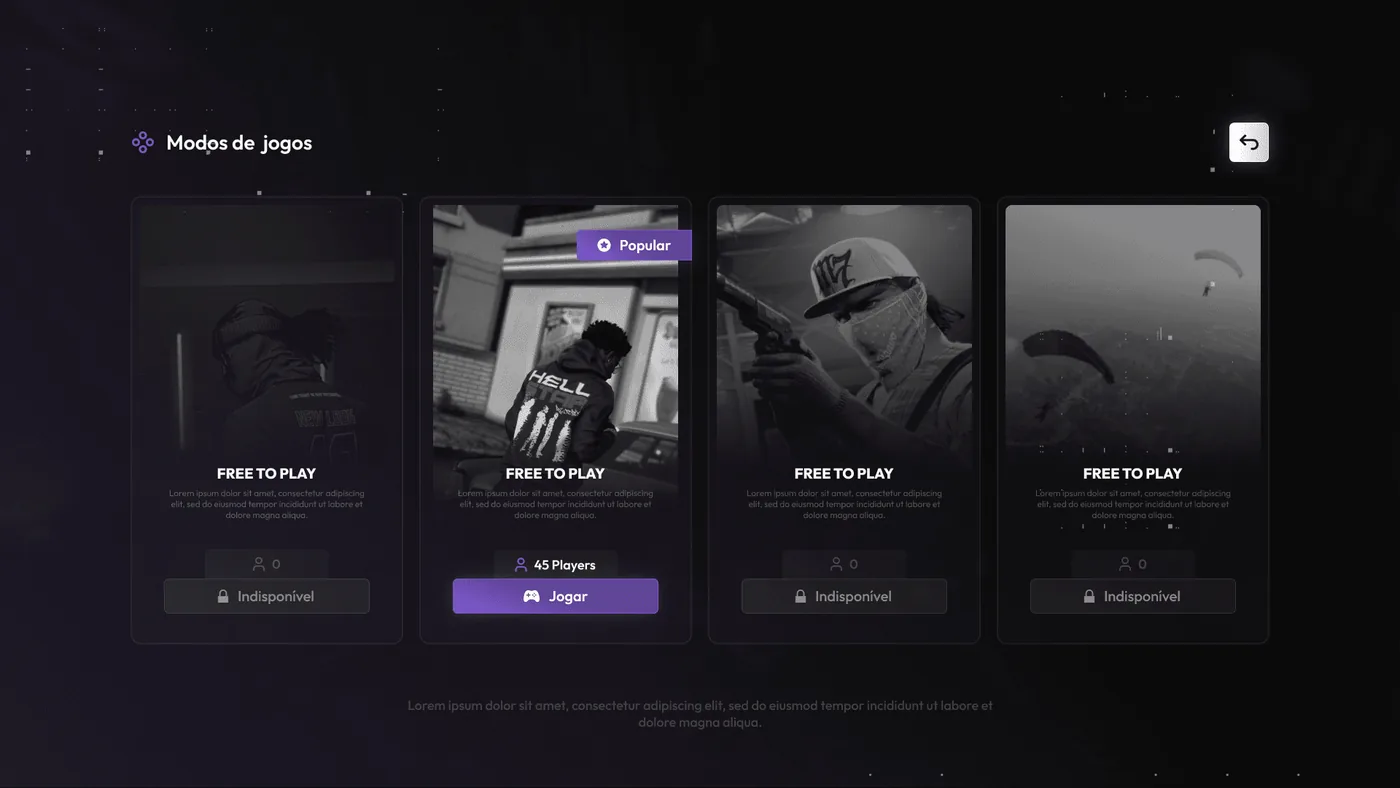 Modos de jogos
FREE TO PLAY
Lorem ipsum dolor sit amet, consectetur adipiscing
elit, sed do eiusmod tempor incididunt ut labore et
dolore magna aliqua.
0
Indisponível
Popular
HELL
STAR
FREE TO PLAY
Lorem ipsum dolor sit amet, consectetur adipiscing
elit, sed do eiusmod tempor incididunt ut labore et
dolore magna aliqua.
45 Players
Jogar
FREE TO PLAY
Lorem ipsum dolor sit amet, consectetur adipiscing
elit, sed do eiusmod tempor incididunt ut labore et
dolore magna aliqua.
0
Indisponível
FREE TO PLAY
Lorem ipsum dolor sit amet, consectetur adipiscing
elit, sed do eiusmod tempor incididunt ut labore et
dolore magna aliqua.
0
Indisponível
Lorem ipsum dolor sit amet, consectetur adipiscing elit, sed do eiusmod tempor incididunt ut labore et
dolore magna aliqua.